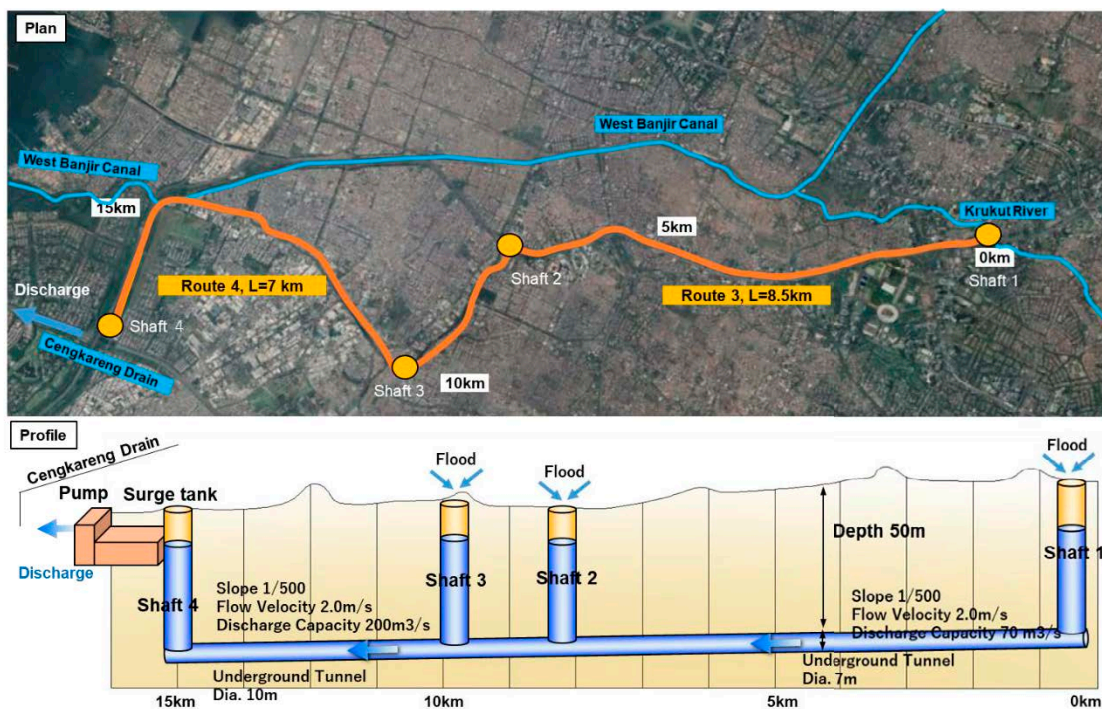 Plan
West Banjir Canal
West Banjir Canal
15km
5km
Krukut River
0km
Shaft 1
Shaft 2
Route 4, L=7 km
Route 3, L=8.5km
Discharge
Shaft 4
Cengkareng Drain
Shaft 3
10km
Profile
Cengkareng Drain
Pump
Surge tank
Flood
Flood
Flood
Depth 50m
Discharge
Shaft 4
Shaft 3
Shaft 2
Shaft 1
Slope 1/500
Flow Velocity 2.0m/s
Discharge Capacity 200m3/s
Slope 1/500
Flow Velocity 2.0m/s
Discharge Capacity 70 m3/s
Underground Tunnel
Dia. 10m
Underground Tunnel
Dia. 7m
15km
10km
5km
0km